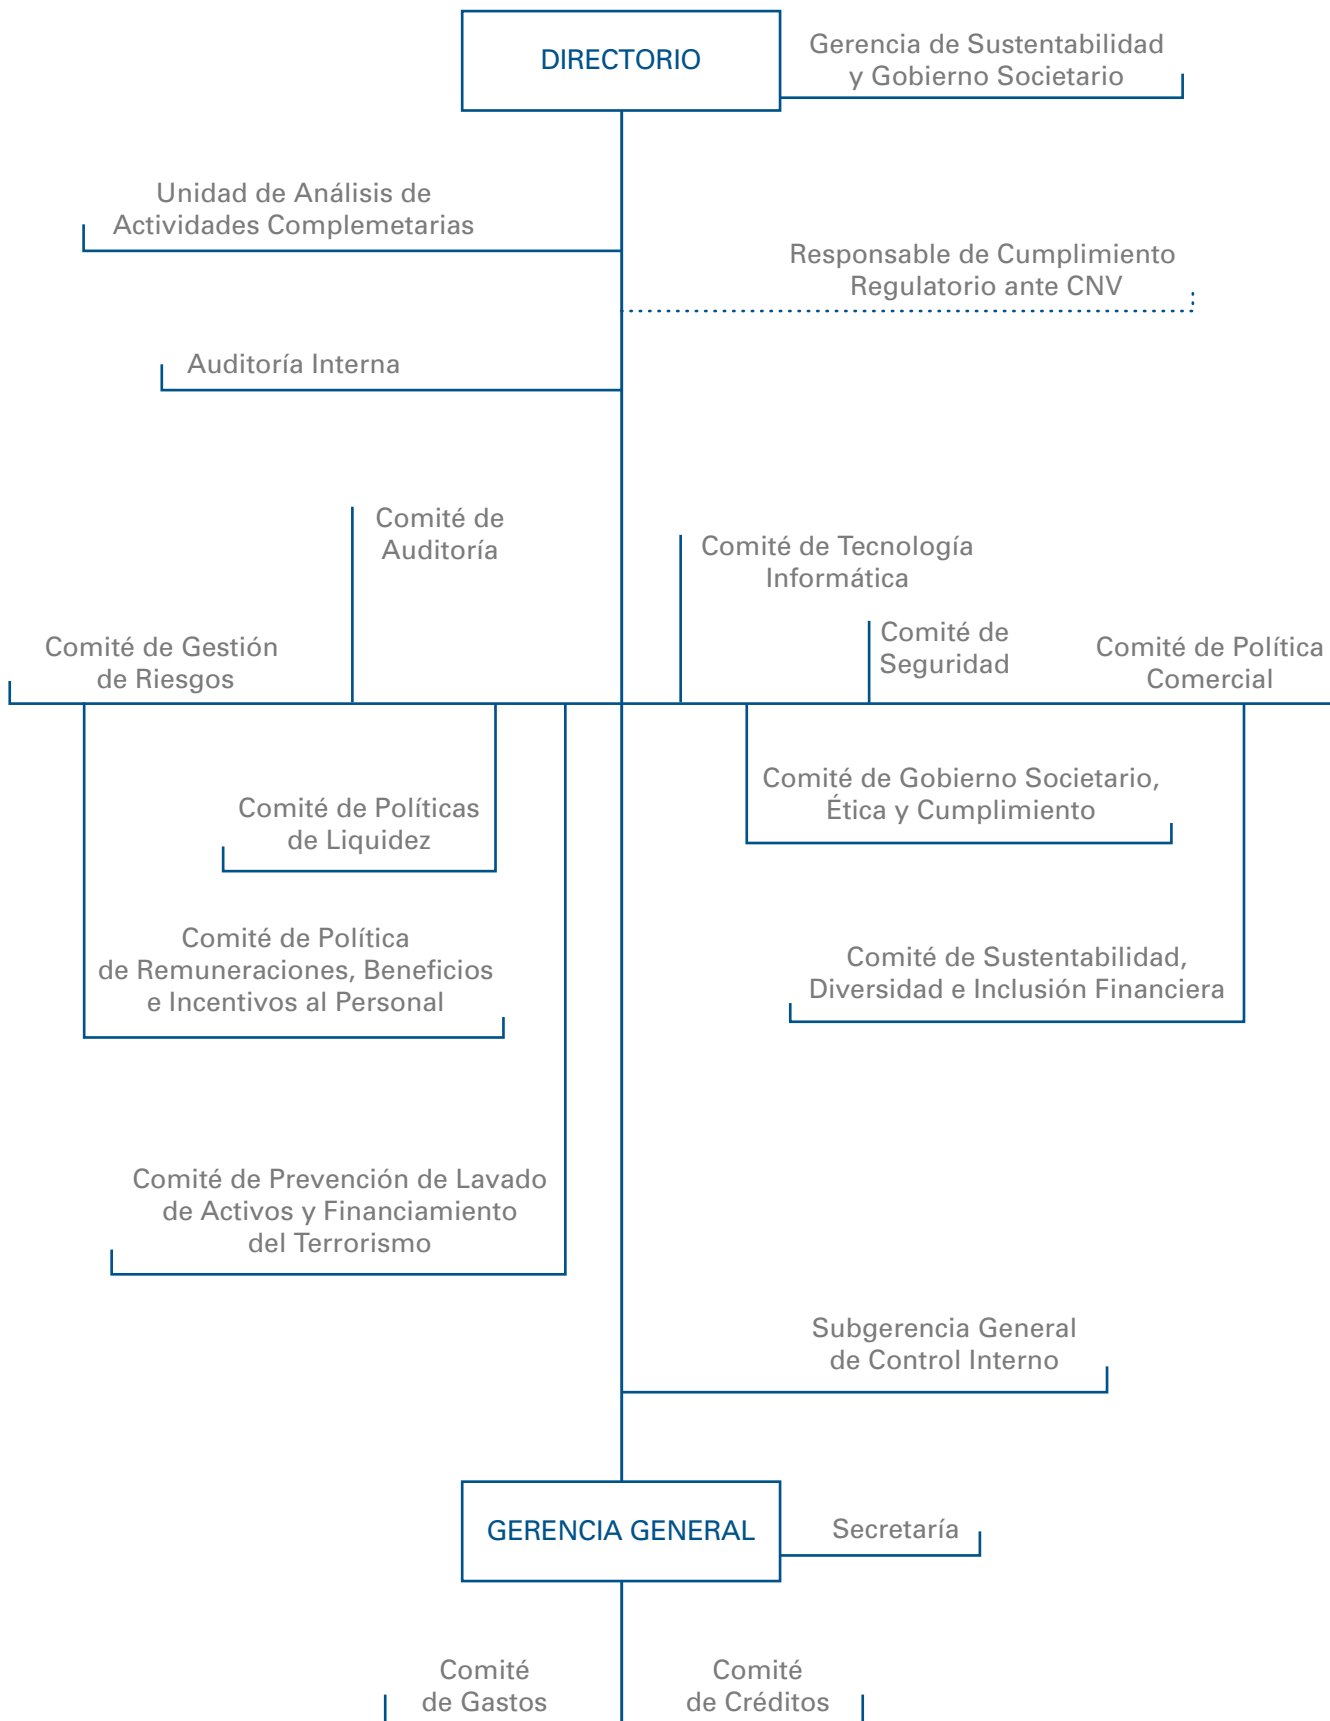 DIRECTORIO
Gerencia de Sustentabilidad
y Gobierno Societario
Unidad de Análisis de
Actividades Complemetarias
Responsable de Cumplimiento
Regulatorio ante CNV
Auditoría Interna
Comité de
Auditoría
Comité de Tecnología
Informática
Comité de Gestión
de Riesgos
Comité de
Seguridad
Comité de Política
Comercial
Comité de Políticas
de Liquidez
Comité de Gobierno Societario,
Ética y Cumplimiento
Comité de Política
de Remuneraciones, Beneficios
e Incentivos al Personal
Comité de Sustentabilidad,
Diversidad e Inclusión Financiera
Comité de Prevención de Lavado
de Activos y Financiamiento
del Terrorismo
Subgerencia General
de Control Interno
GERENCIA GENERAL
Secretaría
Comité
de Gastos
Comité
de Créditos